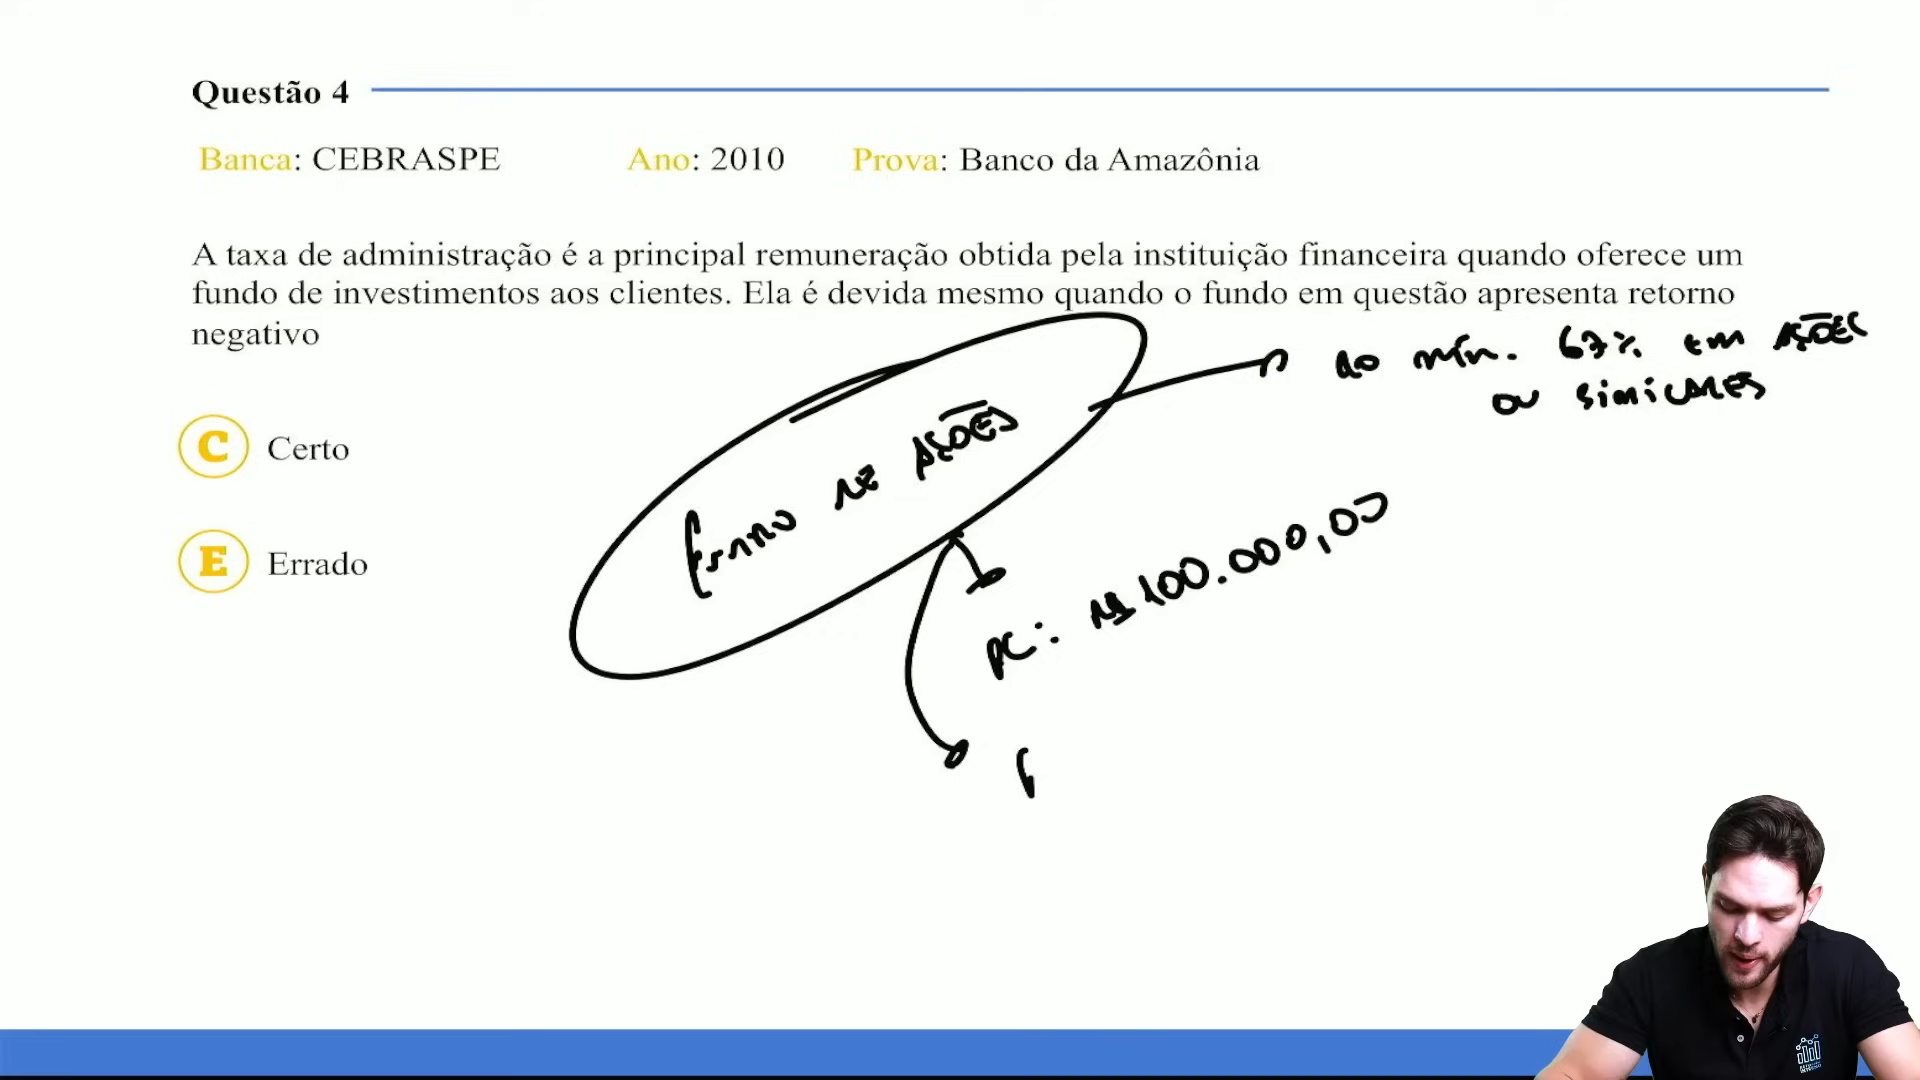 Questão 4
Banca: CEBRASPE Ano: 2010 Prova: Banco da Amazônia
A taxa de administração é a principal remuneração obtida pela instituição financeira quando oferece um
fundo de investimentos aos clientes. Ela é devida mesmo quando o fundo em questão apresenta retorno
negativo
AO mín. 67% em AÇÕES
OU SIMILARES
C Certo
FUNDO DE AÇÕES
E Errado
PL: R$ 100.000,00